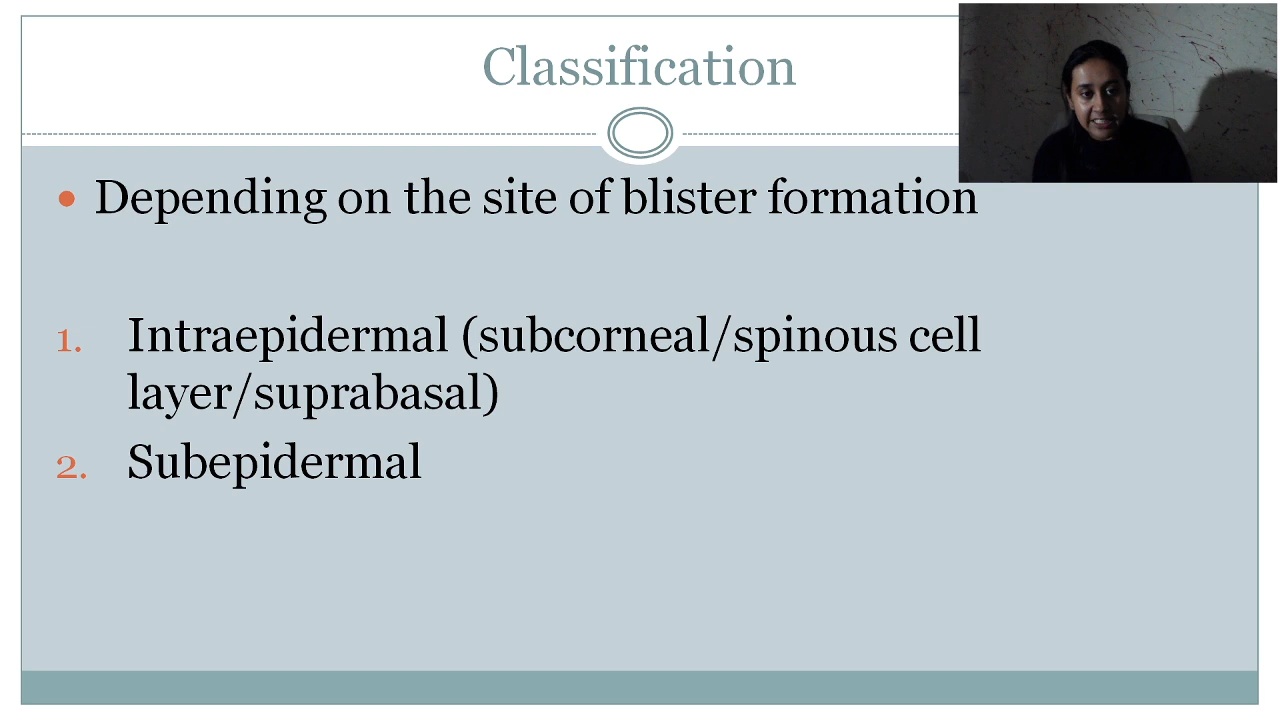 Classification
• Depending on the site of blister formation
1. Intraepidermal (subcorneal/spinous cell
layer/suprabasal)
2. Subepidermal